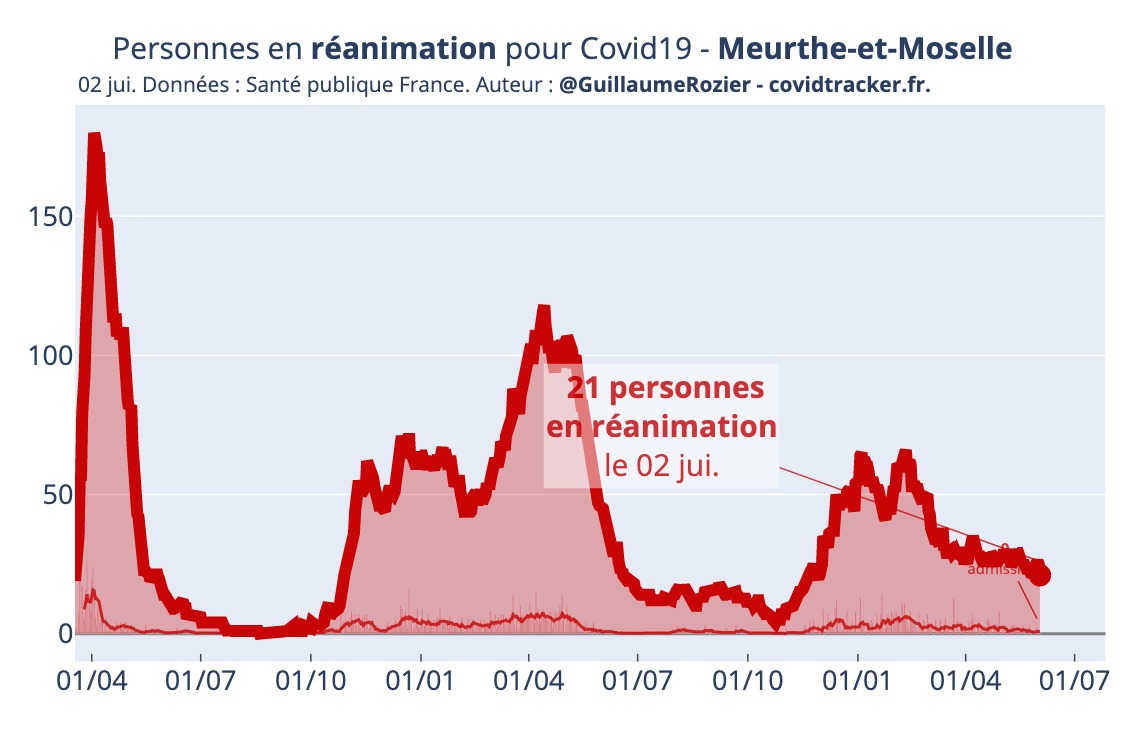 Personnes en réanimation pour Covid19 - Meurthe-et-Moselle
02 jui. Données : Santé publique France. Auteur : @GuillaumeRozier - covidtracker.fr.
150
100
50
0
21 personnes
en réanimation
le 02 jui.
01/04 01/07 01/10 01/01 01/04 01/07 01/10 01/01 01/04 01/07